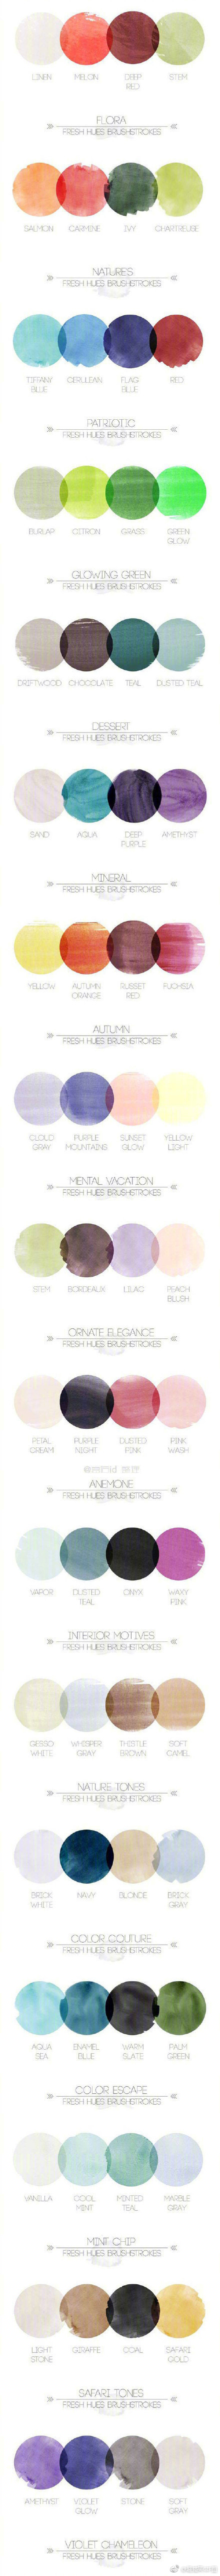 LINEN MELON DEEP RED STEM
FLORA
FRESH HUES BRUSHSTROKES
SALMON CARMINE IVY CHARTREUSE
NATURE'S
FRESH HUES BRUSHSTROKES
TIFFANY BLUE CERULEAN FLAG BLUE RED
PATRIOTIC
FRESH HUES BRUSHSTROKES
BURLAP CITRON GRASS GREEN GLOW
GLOWING GREEN
FRESH HUES BRUSHSTROKES
DRIFTWOOD CHOCOLATE TEAL DUSTED TEAL
DESSERT
FRESH HUES BRUSHSTROKES
SAND AQUA DEEP PURPLE AMETHYST
MINERAL
FRESH HUES BRUSHSTROKES
YELLOW AUTUMN ORANGE RUSSET RED FUCHSIA
AUTUMN
FRESH HUES BRUSHSTROKES
CLOUD GRAY PURPLE MOUNTAINS SUNSET GLOW YELLOW LIGHT
MENTAL VACATION
FRESH HUES BRUSHSTROKES
STEM BORDEAUX LILAC PEACH BLUSH
ORNATE ELEGANCE
FRESH HUES BRUSHSTROKES
PETAL CREAM PURPLE NIGHT DUSTED PINK PINK WASH
ANEMONE
FRESH HUES BRUSHSTROKES
VAPOR DUSTED TEAL ONYX WAXY PINK
INTERIOR MOTIVES
FRESH HUES BRUSHSTROKES
GESSO WHITE WHISPER GRAY THISTLE BROWN SOFT CAMEL
NATURE TONES
FRESH HUES BRUSHSTROKES
BRICK WHITE NAVY BLONDE BRICK GRAY
COLOR COUTURE
FRESH HUES BRUSHSTROKES
AQUA SEA ENAMEL BLUE WARM SLATE PALM GREEN
COLOR ESCAPE
FRESH HUES BRUSHSTROKES
VANILLA COOL MINT MINTED TEAL MARBLE GRAY
MINT CHIP
FRESH HUES BRUSHSTROKES
LIGHT STONE GIRAFFE COAL SAFARI GOLD
SAFARI TONES
FRESH HUES BRUSHSTROKES
AMETHYST VIOLET GLOW STONE SOFT GRAY
VIOLET CHAMELEON
FRESH HUES BRUSHSTROKES